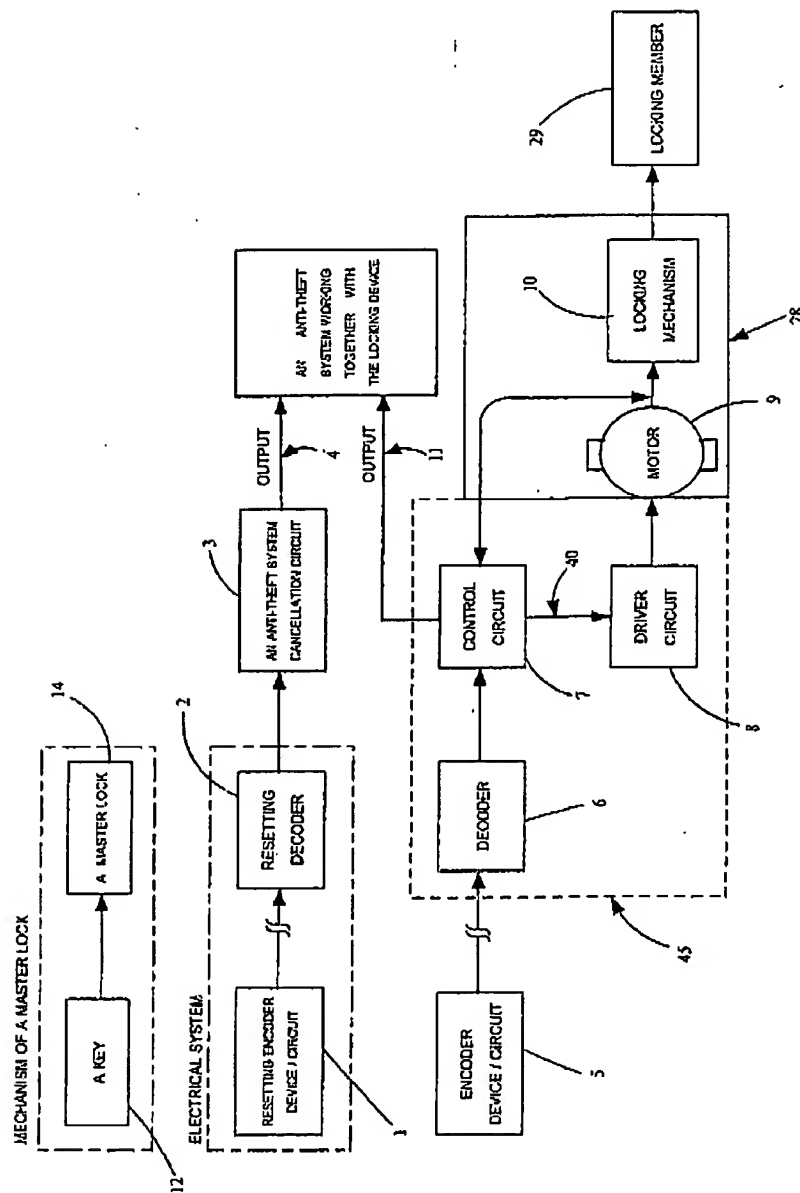 MECHANISM OF A MASTER LOCK
A KEY
12
A MASTER LOCK
14
ELECTRICAL SYSTEM
RESETTING ENCODER
DEVICE / CIRCUIT
1
RESETTING
DECODER
2
AN ANTI-THEFT SYSTEM
CANCELLATION CIRCUIT
3
OUTPUT
4
AN ANTI-THEFT
SYSTEM WORKING
TOGETHER WITH
THE LOCKING DEVICE
OUTPUT
11
ENCODER
DEVICE / CIRCUIT
5
DECODER
6
CONTROL
CIRCUIT
7
40
DRIVER
CIRCUIT
8
45
MOTOR
9
LOCKING
MECHANISM
10
28
LOCKING MEMBER
29